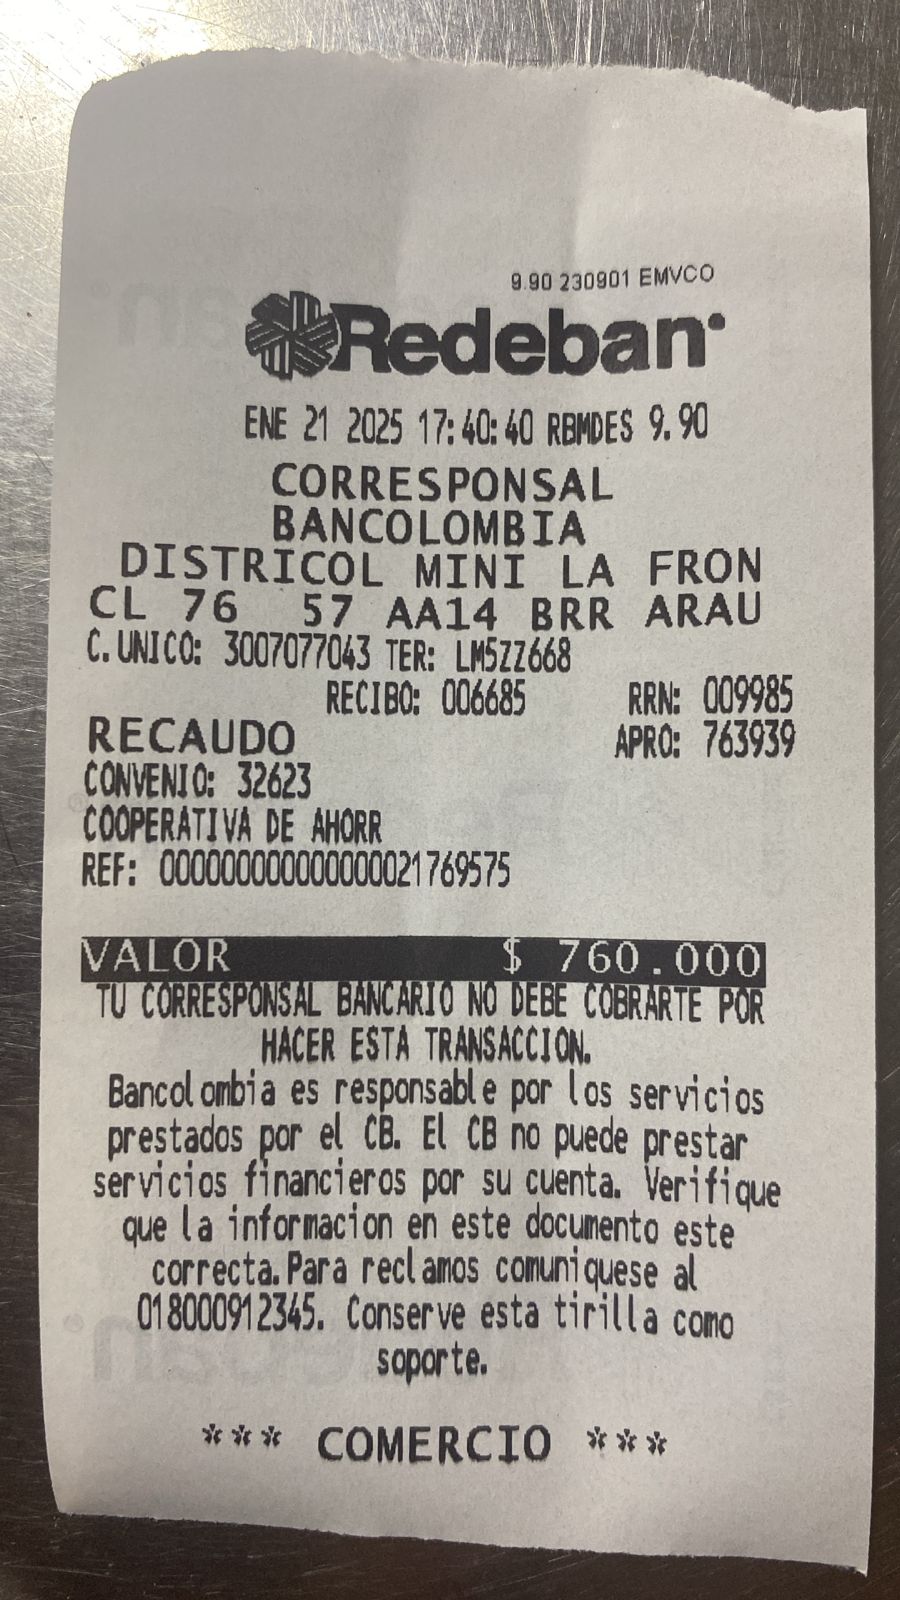 9.90 230901 EMVCO
Redeban
ENE 21 2025 17:40:40 RBMDES 9.90
CORRESPONSAL
BANCOLOMBIA
DISTRICOL MINI LA FRON
CL 76 57 AA14 BRR ARAU
C.UNICO: 3007077043 TER: LM5ZZ668
RECIBO: 006685 RRN: 009985
RECAUDO APRO: 763939
CONVENIO: 32623
COOPERATIVA DE AHORR
REF: 000000000000000021769575
VALOR $ 760.000
TU CORRESPONSAL BANCARIO NO DEBE COBRARTE POR
HACER ESTA TRANSACCION.
Bancolombia es responsable por los servicios
prestados por el CB. El CB no puede prestar
servicios financieros por su cuenta. Verifique
que la informacion en este documento este
correcta.Para reclamos comuniquese al
018000912345. Conserve esta tirilla como
soporte.
*** COMERCIO ***